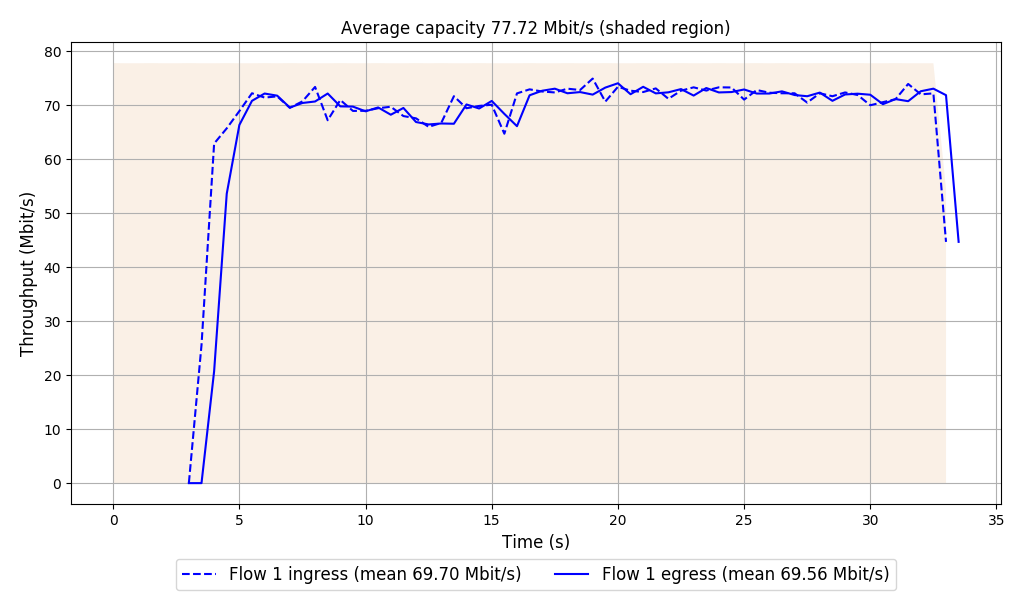 Average capacity 77.72 Mbit/s (shaded region)
Throughput (Mbit/s)
80
70
60
50
40
30
20
10
0
0 5 10 15 20 25 30 35
Time (s)
Flow 1 ingress (mean 69.70 Mbit/s) Flow 1 egress (mean 69.56 Mbit/s)